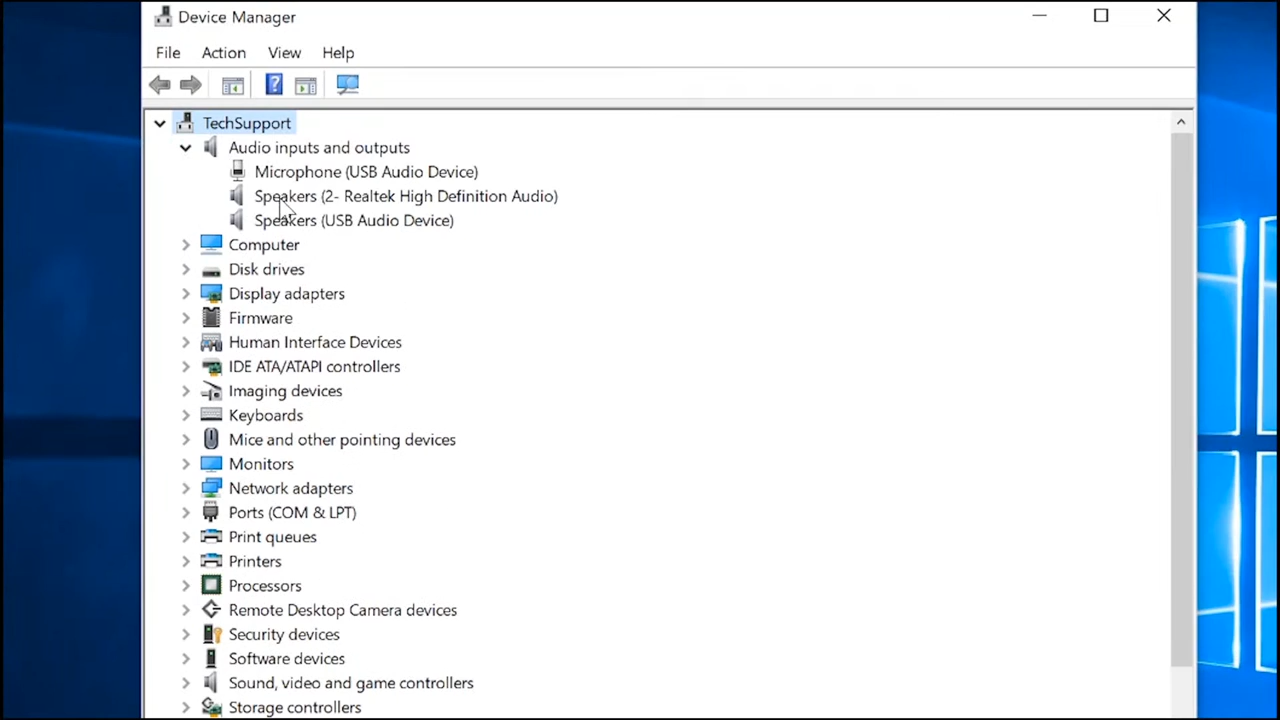 Device Manager
File Action View Help
TechSupport
Audio inputs and outputs
Microphone (USB Audio Device)
Speakers (2- Realtek High Definition Audio)
Speakers (USB Audio Device)
Computer
Disk drives
Display adapters
Firmware
Human Interface Devices
IDE ATA/ATAPI controllers
Imaging devices
Keyboards
Mice and other pointing devices
Monitors
Network adapters
Ports (COM & LPT)
Print queues
Printers
Processors
Remote Desktop Camera devices
Security devices
Software devices
Sound, video and game controllers
Storage controllers